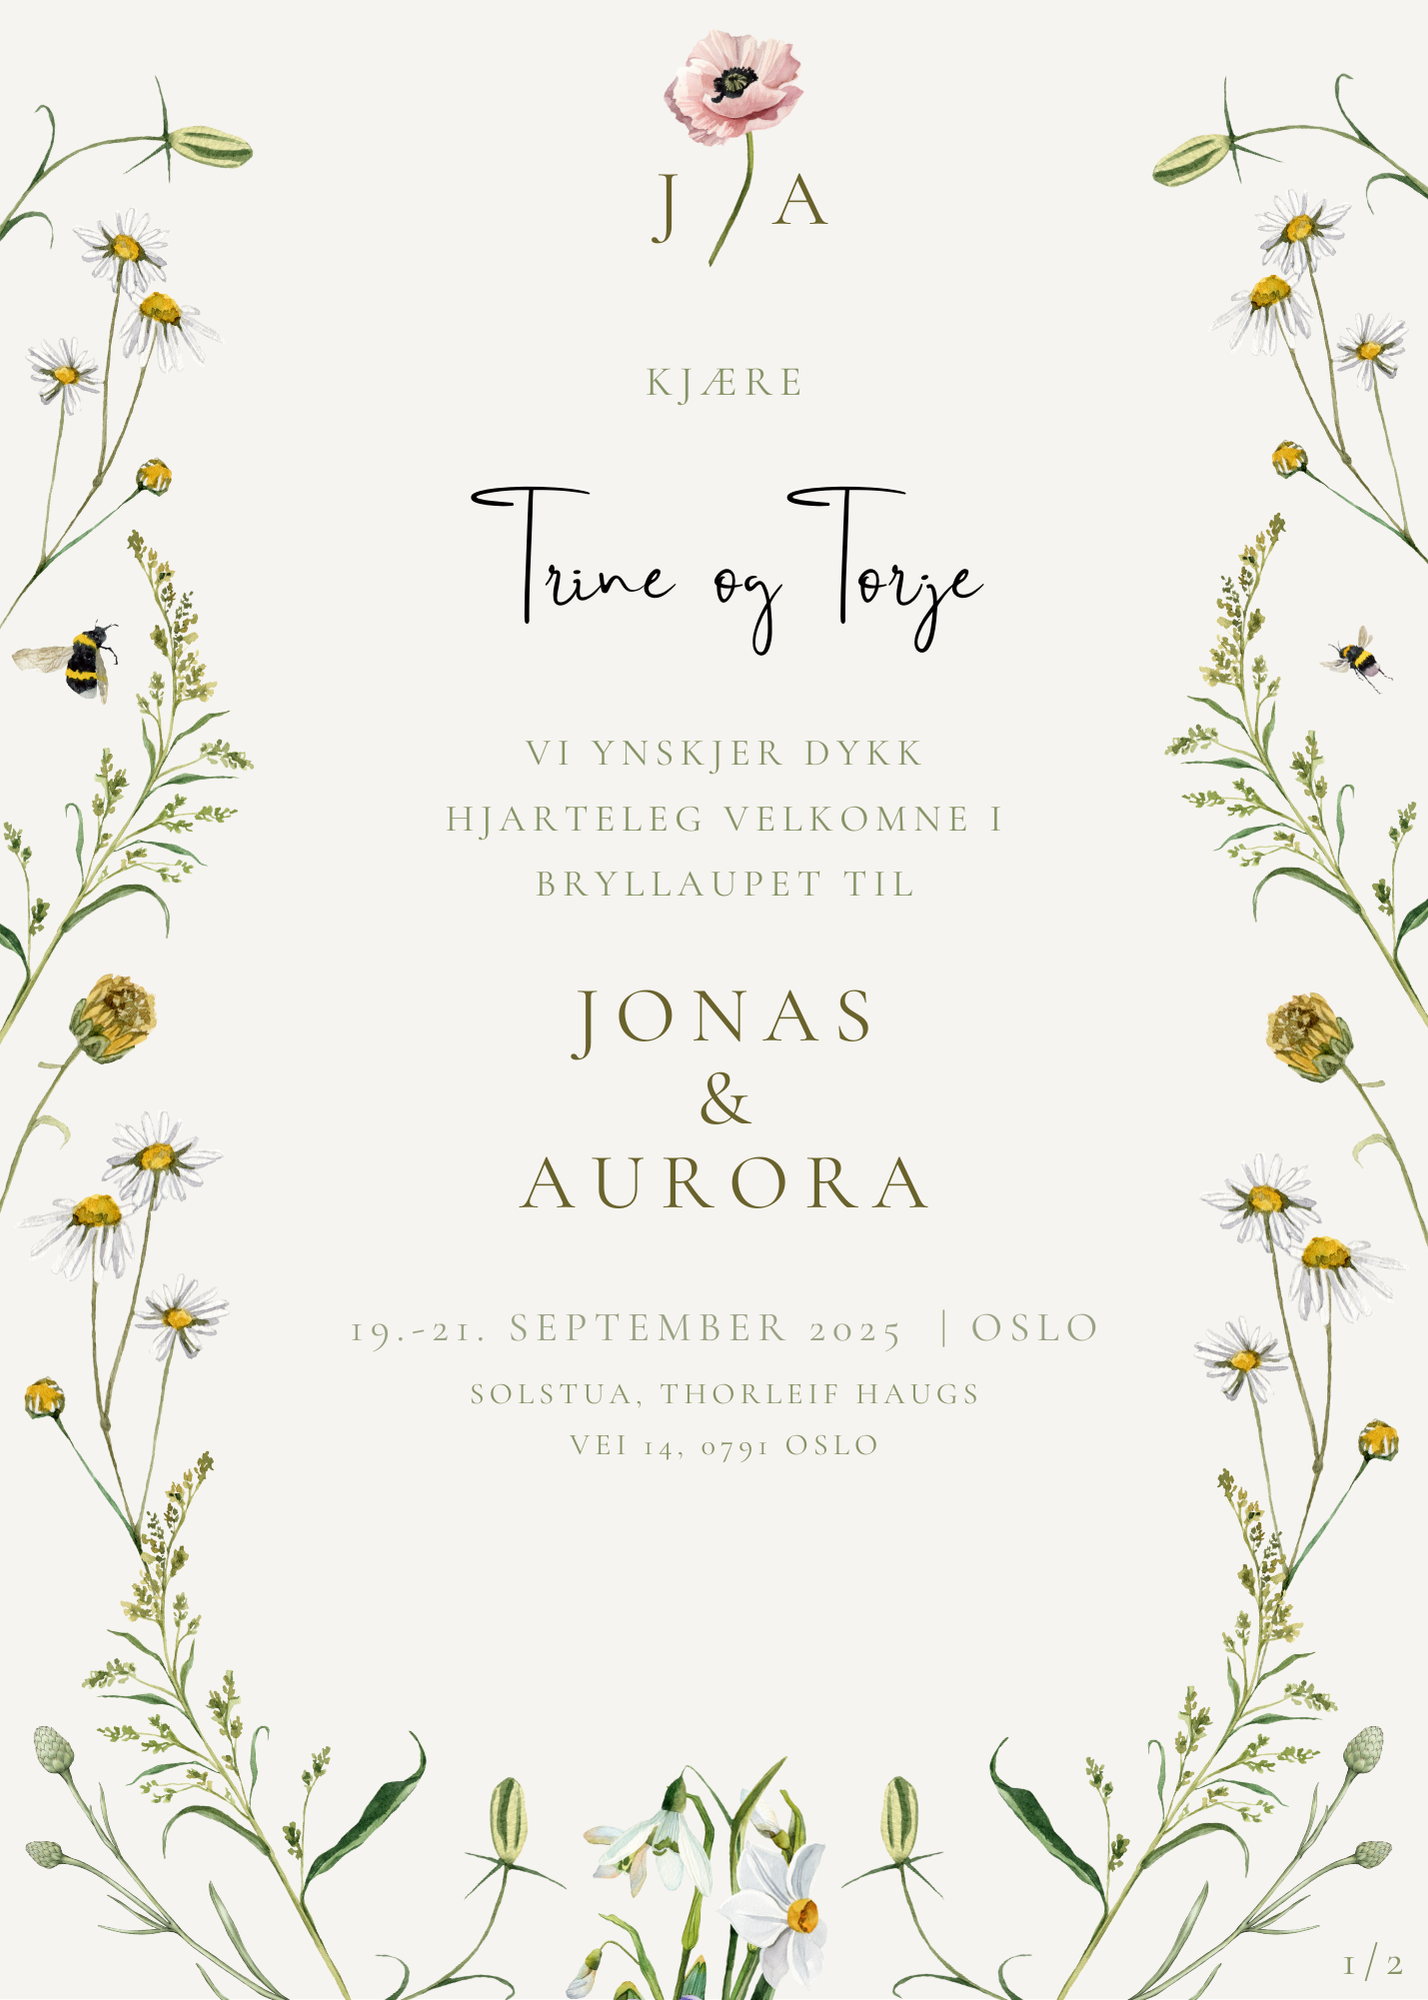 J A
KJÆRE
Trine og Torje
VI YNSKJER DYKK
HJARTELEG VELKOMNE I
BRYLLAUPET TIL
JONAS
&
AURORA
19.-21. SEPTEMBER 2025 | OSLO
SOLSTUA, THORLEIF HAUGS
VEI 14, 0791 OSLO
1/2